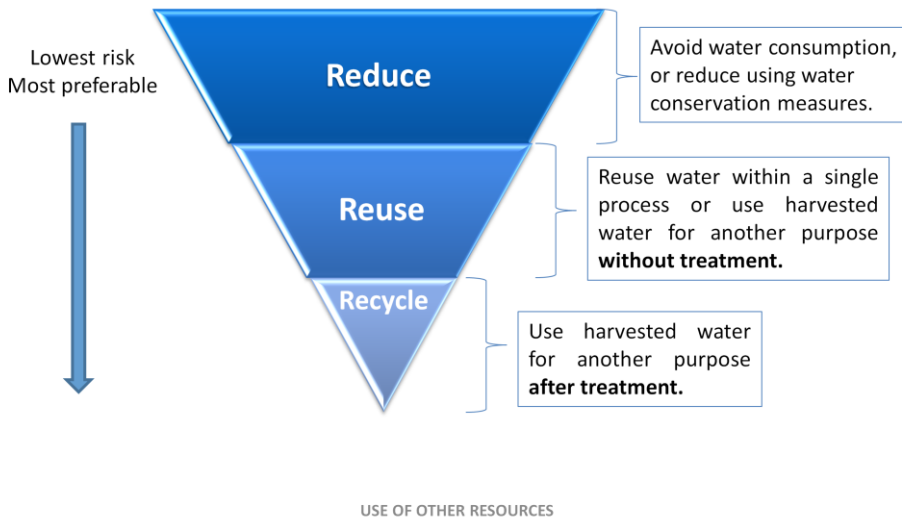 Lowest risk
Most preferable
Reduce
Avoid water consumption,
or reduce using water
conservation measures.
Reuse
Reuse water within a single
process or use harvested
water for another purpose
without treatment.
Recycle
Use harvested water
for another purpose
after treatment.
USE OF OTHER RESOURCES